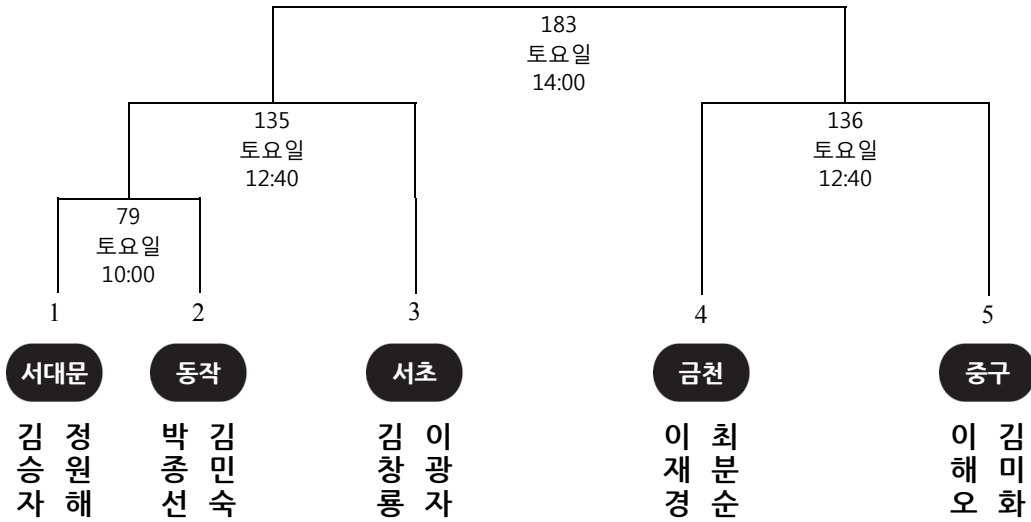 183
토요일
14:00
135
토요일
12:40
136
토요일
12:40
79
토요일
10:00
1
2
3
4
5
서대문
동작
서초
금천
중구
김승자
정원해
박종선
김민숙
김창룡
이광자
이재경
최분순
이해오
김미화